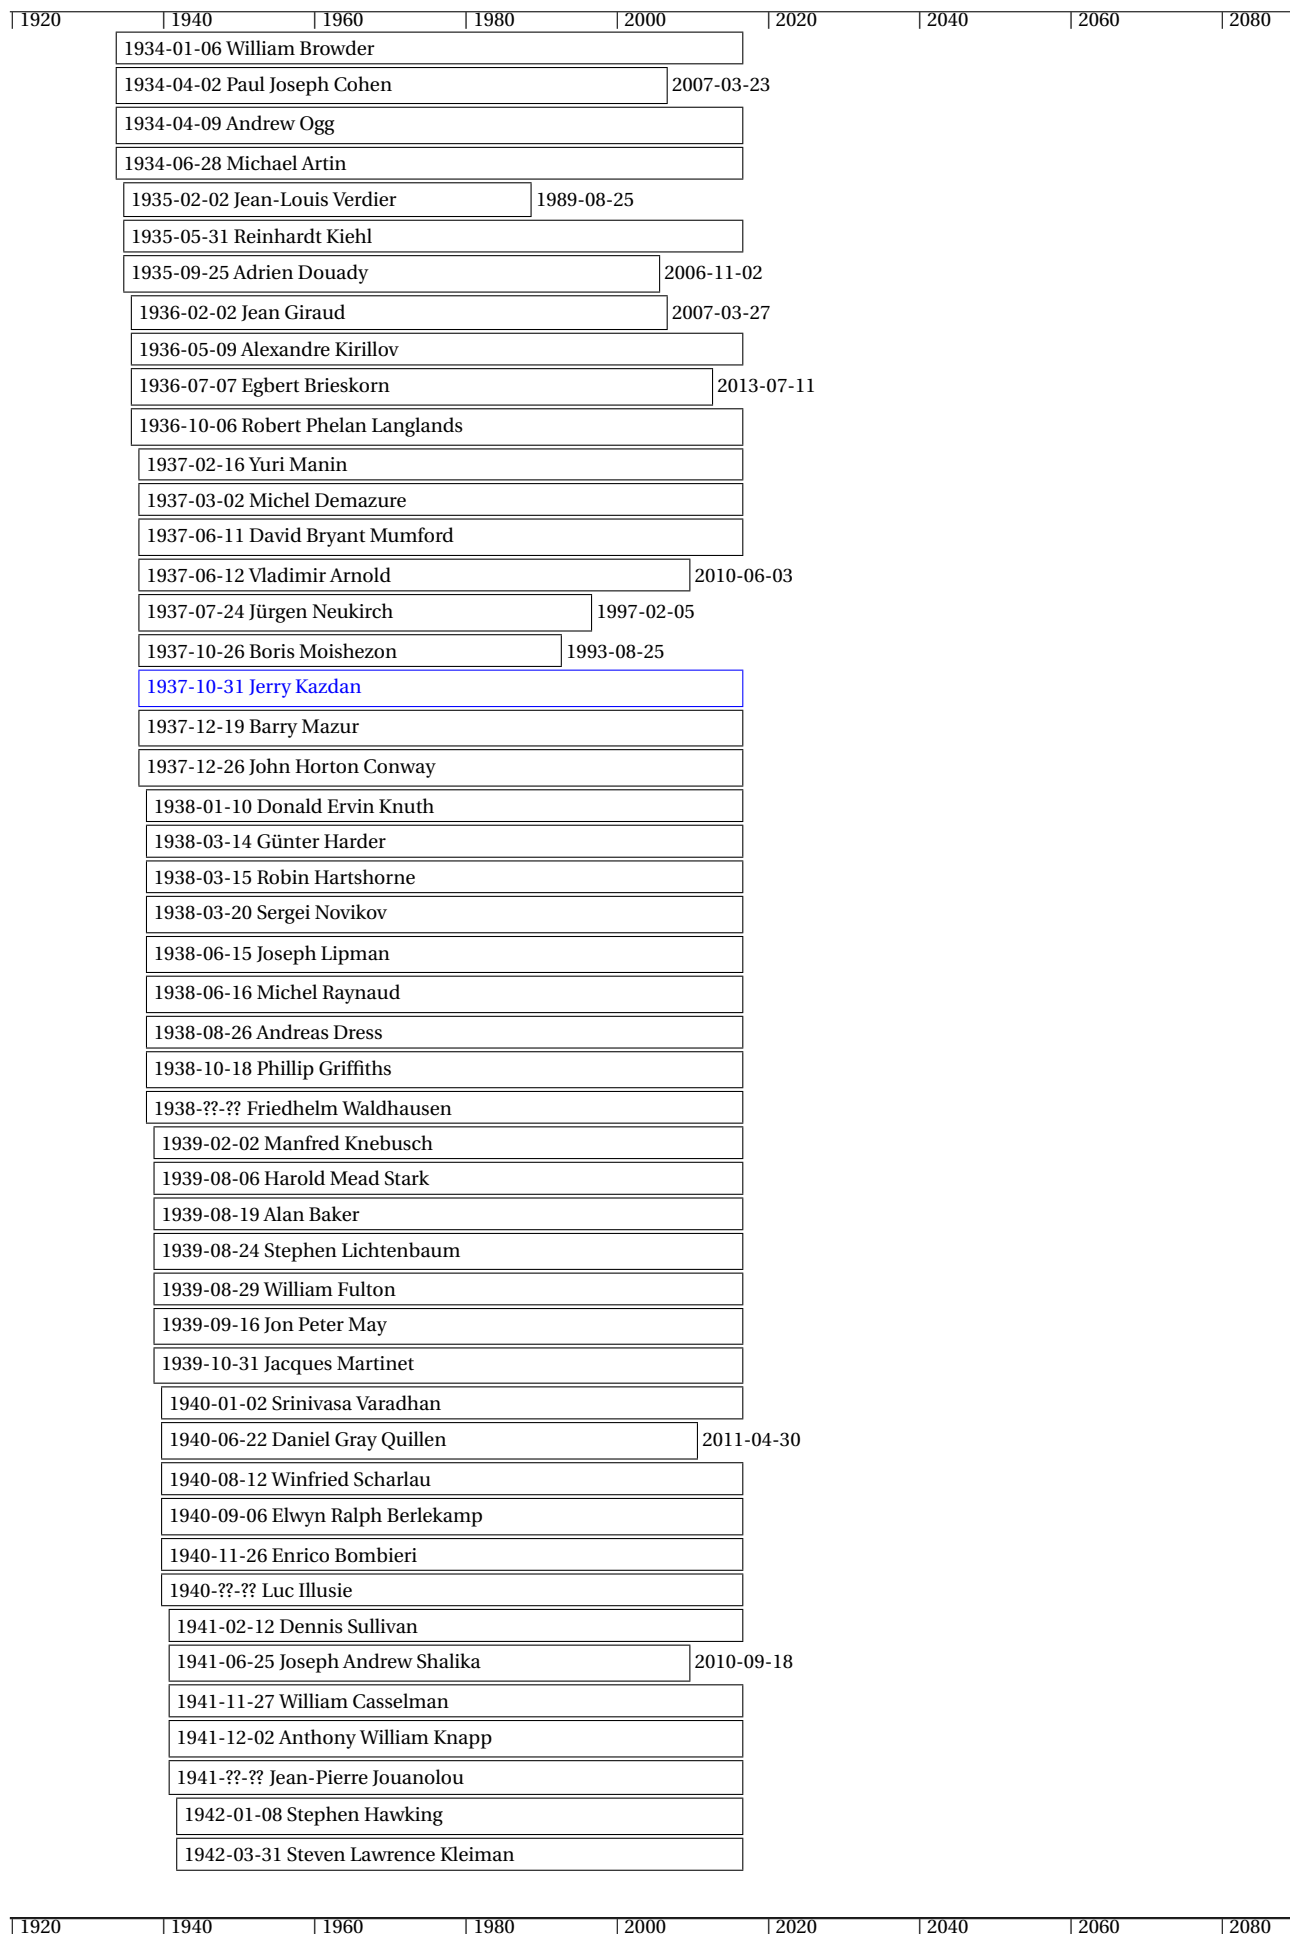 1920 1940 1960 1980 2000 2020 2040 2060 2080
1934-01-06 William Browder
1934-04-02 Paul Joseph Cohen 2007-03-23
1934-04-09 Andrew Ogg
1934-06-28 Michael Artin
1935-02-02 Jean-Louis Verdier 1989-08-25
1935-05-31 Reinhardt Kiehl
1935-09-25 Adrien Douady 2006-11-02
1936-02-02 Jean Giraud 2007-03-27
1936-05-09 Alexandre Kirillov
1936-07-07 Egbert Brieskorn 2013-07-11
1936-10-06 Robert Phelan Langlands
1937-02-16 Yuri Manin
1937-03-02 Michel Demazure
1937-06-11 David Bryant Mumford
1937-06-12 Vladimir Arnold 2010-06-03
1937-07-24 Jürgen Neukirch 1997-02-05
1937-10-26 Boris Moishezon 1993-08-25
1937-10-31 Jerry Kazdan
1937-12-19 Barry Mazur
1937-12-26 John Horton Conway
1938-01-10 Donald Ervin Knuth
1938-03-14 Günter Harder
1938-03-15 Robin Hartshorne
1938-03-20 Sergei Novikov
1938-06-15 Joseph Lipman
1938-06-16 Michel Raynaud
1938-08-26 Andreas Dress
1938-10-18 Phillip Griffiths
1938-??-?? Friedhelm Waldhausen
1939-02-02 Manfred Knebusch
1939-08-06 Harold Mead Stark
1939-08-19 Alan Baker
1939-08-24 Stephen Lichtenbaum
1939-08-29 William Fulton
1939-09-16 Jon Peter May
1939-10-31 Jacques Martinet
1940-01-02 Srinivasa Varadhan
1940-06-22 Daniel Gray Quillen 2011-04-30
1940-08-12 Winfried Scharlau
1940-09-06 Elwyn Ralph Berlekamp
1940-11-26 Enrico Bombieri
1940-??-?? Luc Illusie
1941-02-12 Dennis Sullivan
1941-06-25 Joseph Andrew Shalika 2010-09-18
1941-11-27 William Casselman
1941-12-02 Anthony William Knapp
1941-??-?? Jean-Pierre Jouanolou
1942-01-08 Stephen Hawking
1942-03-31 Steven Lawrence Kleiman
1920 1940 1960 1980 2000 2020 2040 2060 2080